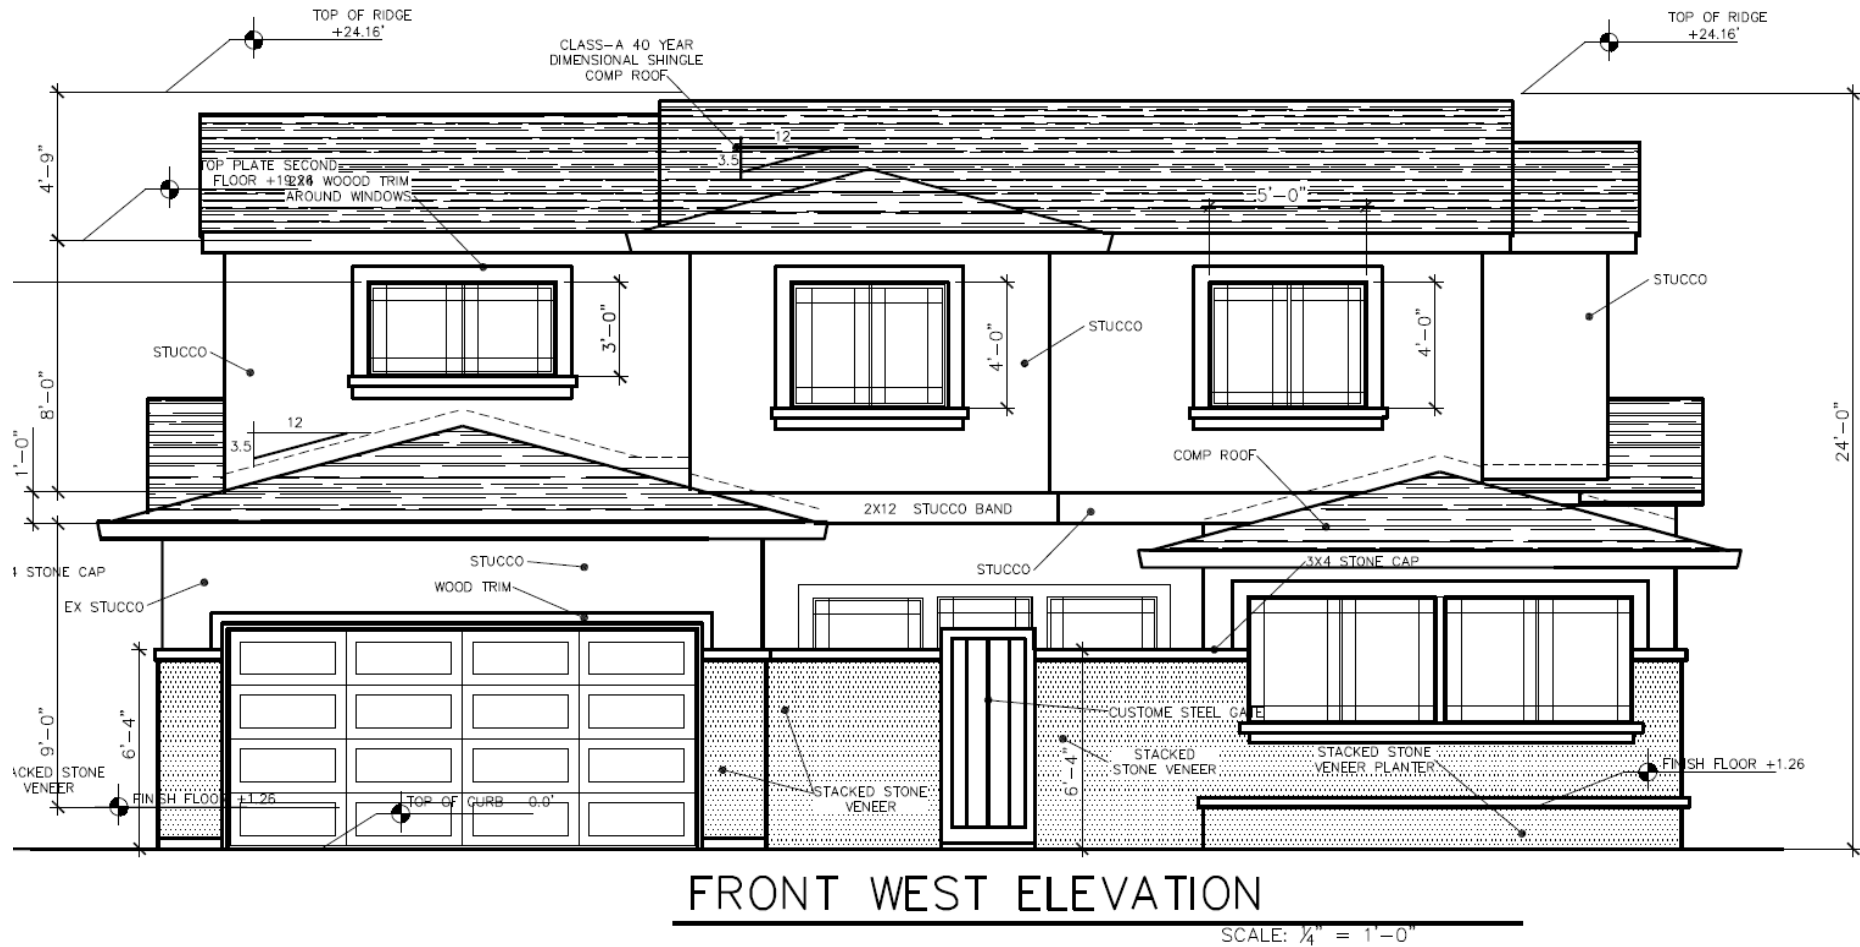 TOP OF RIDGE
+24.16'
TOP OF RIDGE
+24.16'
CLASS-A 40 YEAR
DIMENSIONAL SHINGLE
COMP ROOF
12
3.5
4'-9"
TOP PLATE SECOND
FLOOR
2X4 WOOOD TRIM
AROUND WINDOWS
5'-0"
STUCCO
3'-0"
4'-0"
STUCCO
4'-0"
STUCCO
8'-0"
24'-0"
12
3.5
1'-0"
COMP ROOF
2X12 STUCCO BAND
STUCCO
STUCCO
3X4 STONE CAP
STONE CAP
WOOD TRIM
EX STUCCO
9'-0"
6'-4"
CUSTOME STEEL GATE
STACKED
STONE VENEER
STACKED STONE
VENEER PLANTER
FINISH FLOOR +1.26
6'-4"
ACKED STONE
VENEER
FINISH FLOOR +1.26
TOP OF CURB 0.0'
STACKED STONE
VENEER
FRONT WEST ELEVATION
SCALE: ¼" = 1'-0"